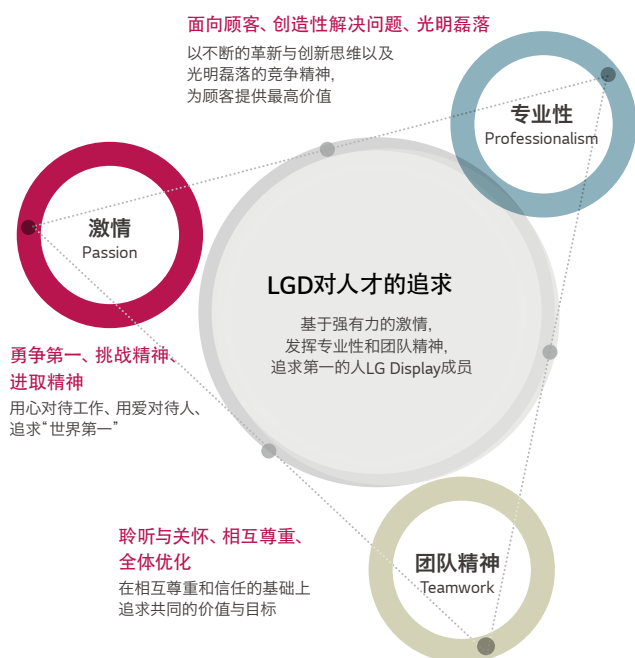 面向顾客、创造性解决问题、光明磊落
以不断的革新与创新思维以及
光明磊落的竞争精神,
为顾客提供最高价值
专业性
Professionalism
激情
Passion
LGD对人才的追求
基于强有力的激情,
发挥专业性和团队精神,
追求第一的人LG Display成员
勇争第一、挑战精神、
进取精神
用心对待工作、用爱对待人、
追求“世界第一”
聆听与关怀、相互尊重、
全体优化
在相互尊重和信任的基础上
追求共同的价值与目标
团队精神
Teamwork